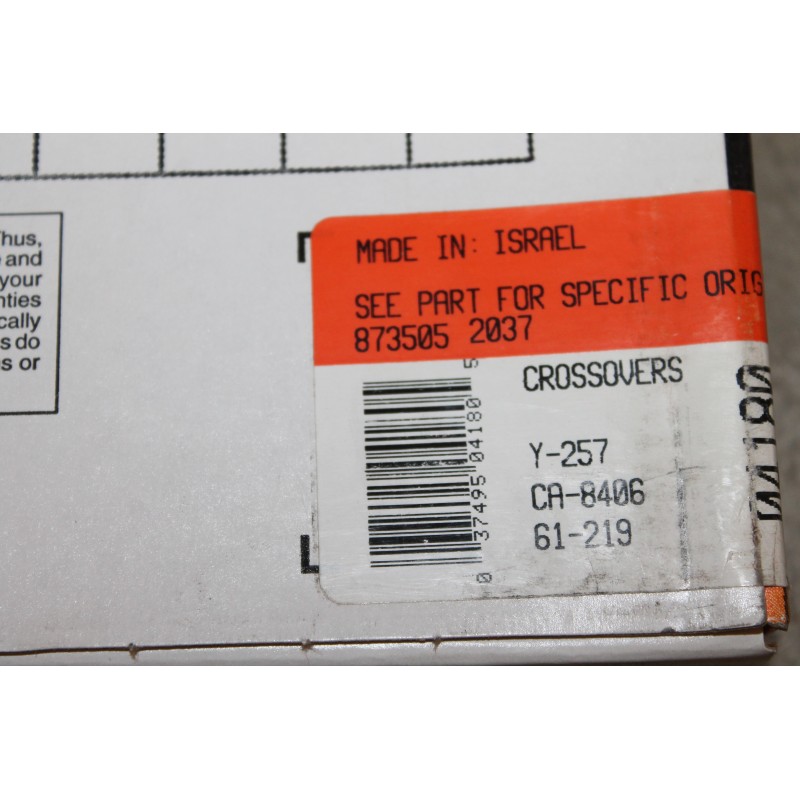 Thus,
and
your
nties
cally
s do
s or
MADE IN: ISRAEL
SEE PART FOR SPECIFIC ORIG
873505 2037
CROSSOVERS
Y-257
CA-8406
61-219
0 37495 04180 5
04180